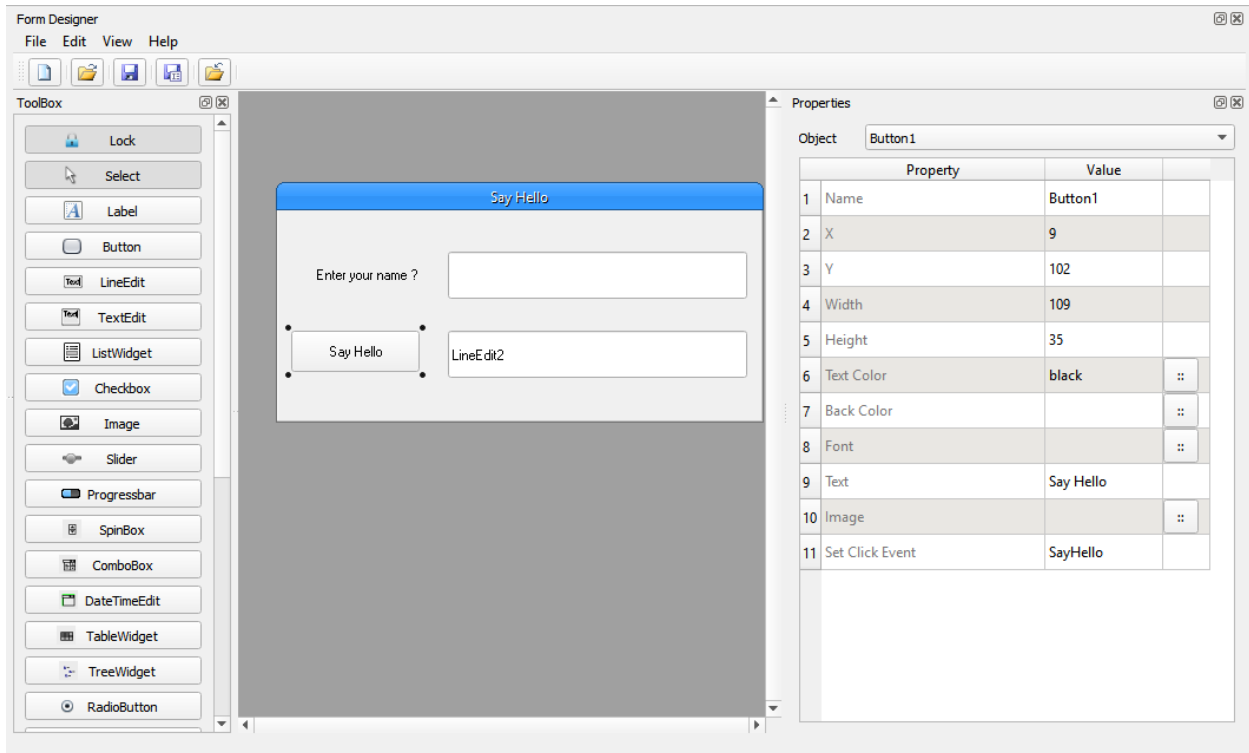 Form Designer
File Edit View Help
ToolBox
Lock
Select
Label
Button
LineEdit
TextEdit
ListWidget
Checkbox
Image
Slider
Progressbar
SpinBox
ComboBox
DateTimeEdit
TableWidget
TreeWidget
RadioButton
Say Hello
Enter your name ?
Say Hello
LineEdit2
Properties
Object Button1
Property Value
1 Name Button1
2 X 9
3 Y 102
4 Width 109
5 Height 35
6 Text Color black ::
7 Back Color ::
8 Font ::
9 Text Say Hello
10 Image ::
11 Set Click Event SayHello